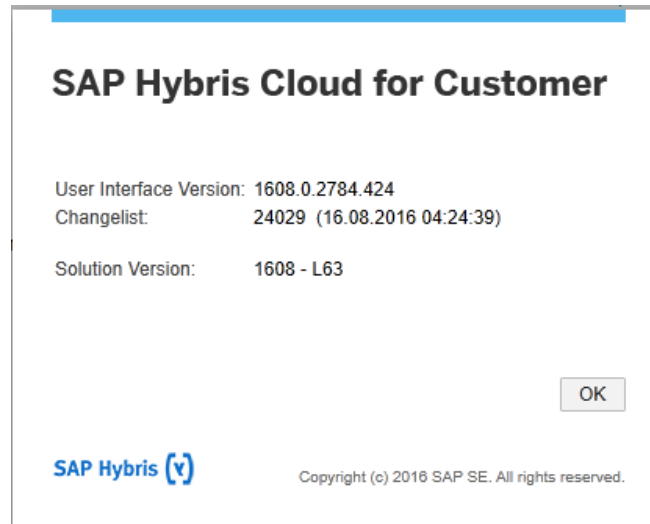 SAP Hybris Cloud for Customer
User Interface Version: 1608.0.2784.424
Changelist: 24029 (16.08.2016 04:24:39)
Solution Version: 1608 - L63
OK
SAP Hybris (y)
Copyright (c) 2016 SAP SE. All rights reserved.